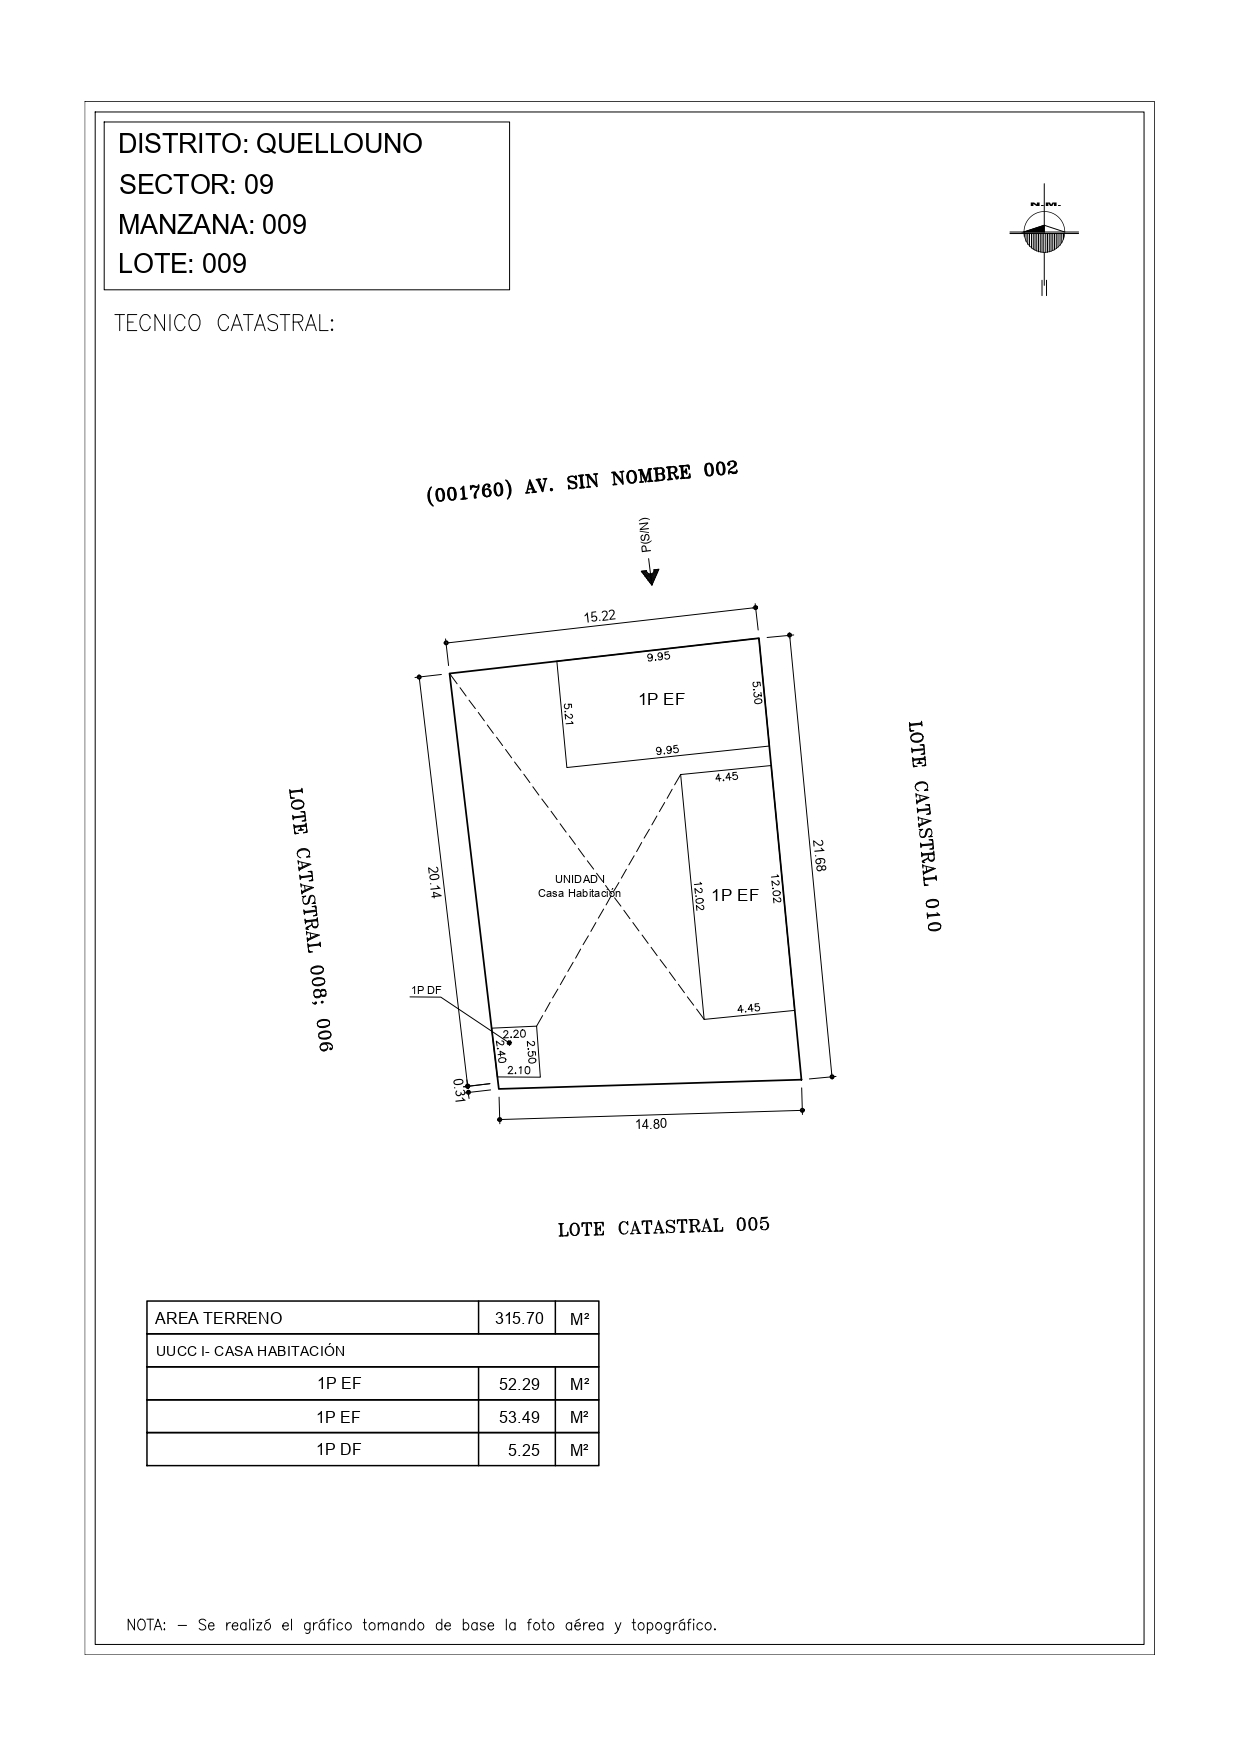 DISTRITO: QUELLOUNO
SECTOR: 09
MANZANA: 009
LOTE: 009
N.M.
TECNICO CATASTRAL:
(001760) AV. SIN NOMBRE 002
P(S/N)
15.22
9.95
1P EF
5.30
5.21
9.95
4.45
LOTE CATASTRAL 010
LOTE CATASTRAL 008; 006
21.68
20.14
UNIDAD I
Casa Habitación
12.02
1P EF
12.02
1P DF
4.45
2.20
2.40
2.50
2.10
0.31
14.80
LOTE CATASTRAL 005
AREA TERRENO 315.70 M²
UUCC I- CASA HABITACIÓN
1P EF 52.29 M²
1P EF 53.49 M²
1P DF 5.25 M²
NOTA: – Se realizó el gráfico tomando de base la foto aérea y topográfico.